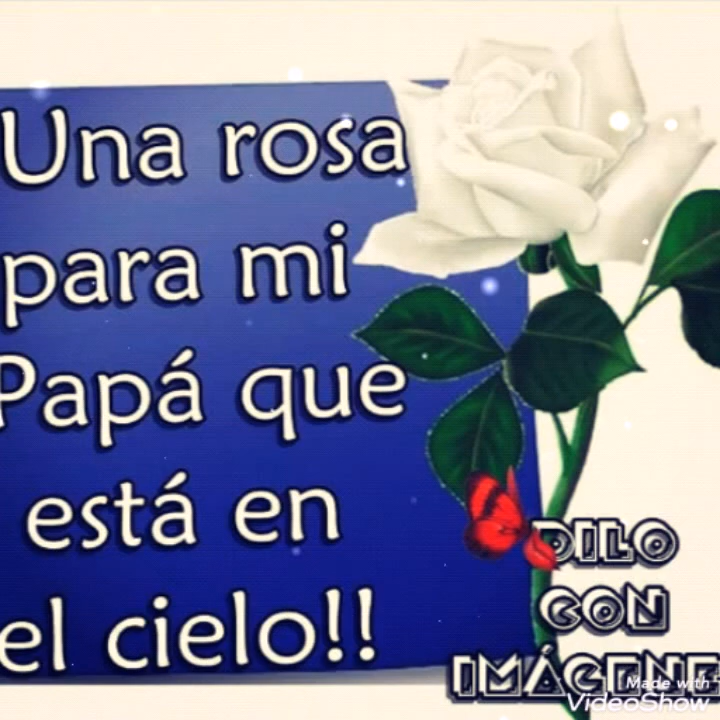 Una rosa
para mi
Papá que
está en
el cielo!!
DILO
CON
IMÁGENE
Made with
VideoShow